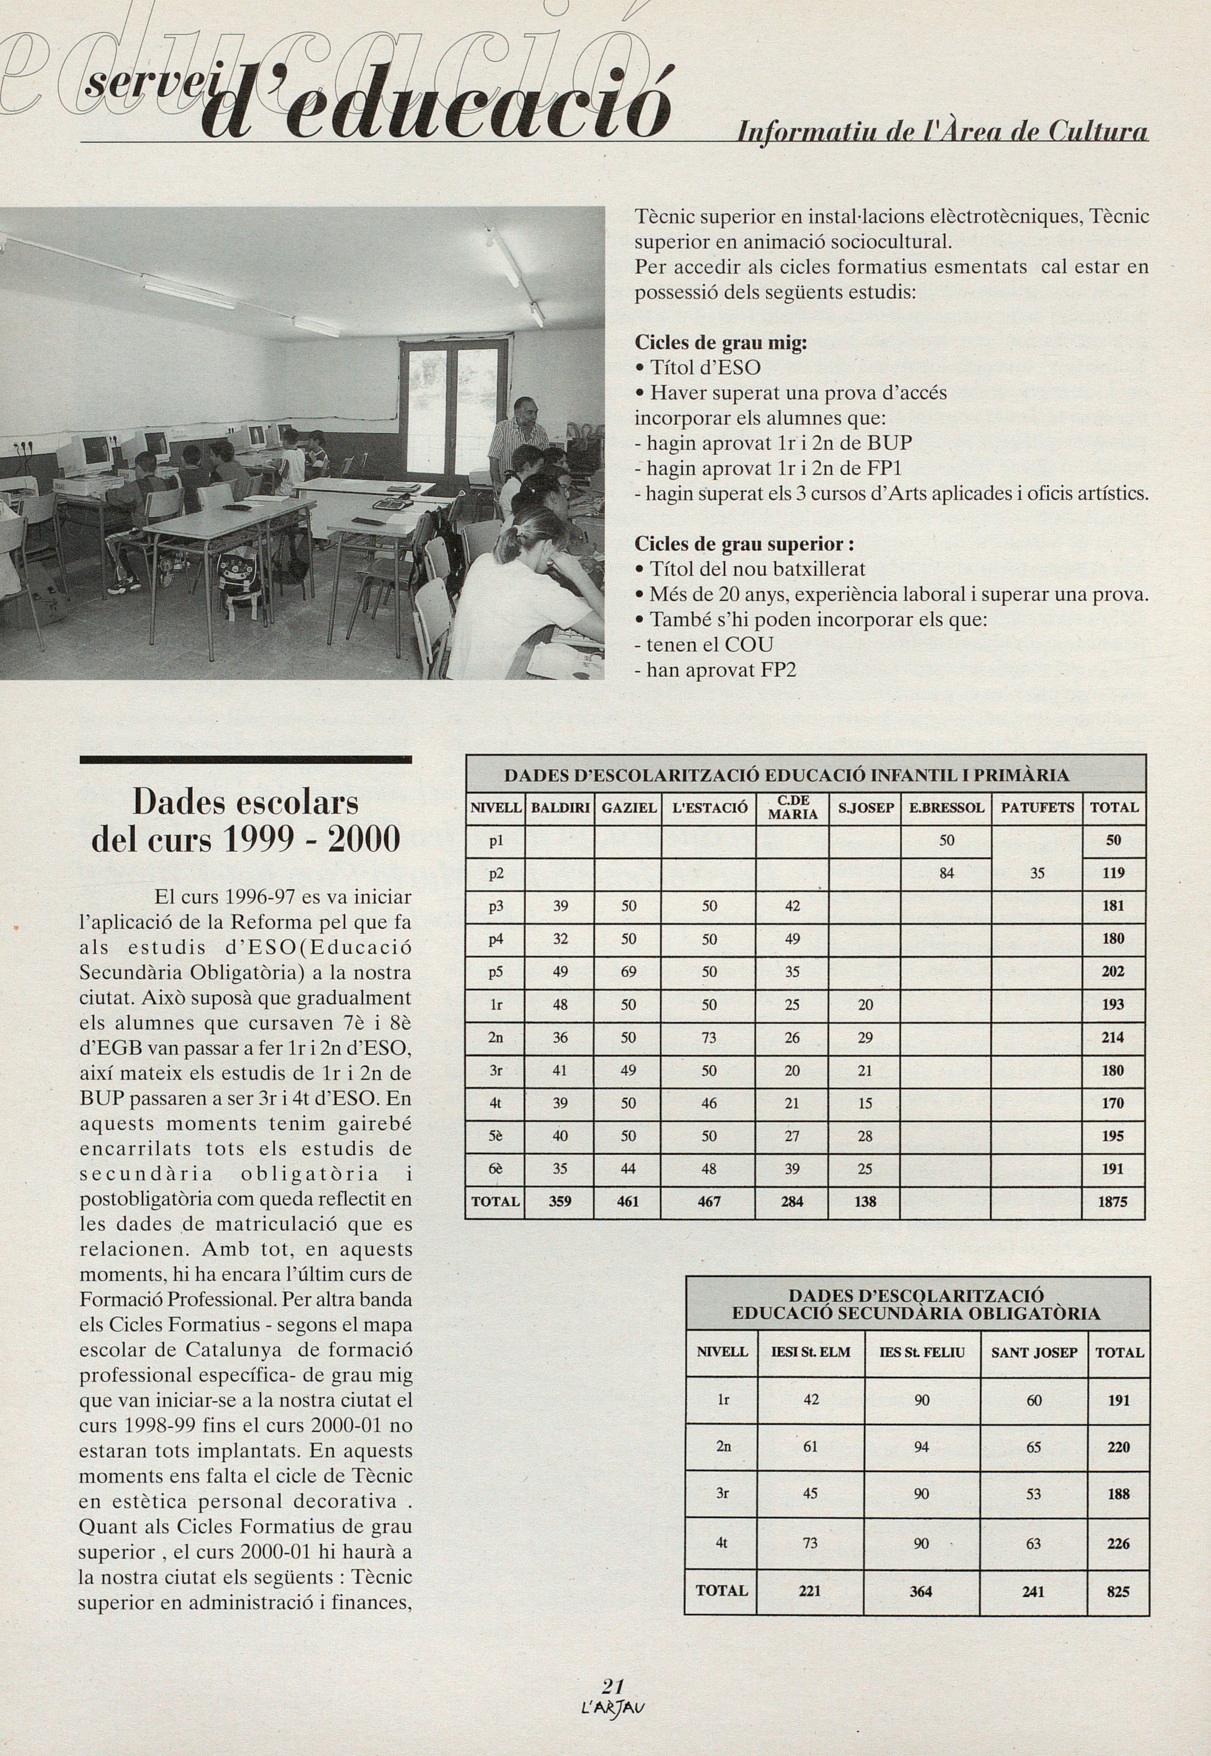 educació
servei d'educació
Informatiu de l'Àrea de Cultura
Tècnic superior en instal·lacions elèctrotècniques, Tècnic
superior en animació sociocultural.
Per accedir als cicles formatius esmentats cal estar en
possessió dels següents estudis:
Cicles de grau mig:
• Títol d'ESO
• Haver superat una prova d'accés
incorporar els alumnes que:
- hagin aprovat 1r i 2n de BUP
- hagin aprovat 1r i 2n de FP1
- hagin superat els 3 cursos d'Arts aplicades i oficis artístics.
Cicles de grau superior :
• Títol del nou batxillerat
• Més de 20 anys, experiència laboral i superar una prova.
• També s'hi poden incorporar els que:
- tenen el COU
- han aprovat FP2
Dades escolars
del curs 1999 - 2000
El curs 1996-97 es va iniciar
l'aplicació de la Reforma pel que fa
als estudis d'ESO(Educació
Secundària Obligatòria) a la nostra
ciutat. Això suposà que gradualment
els alumnes que cursaven 7è i 8è
d'EGB van passar a fer 1r i 2n d'ESO,
així mateix els estudis de 1r i 2n de
BUP passaren a ser 3r i 4t d'ESO. En
aquests moments tenim gairebé
encarrilats tots els estudis de
secundària obligatòria i
postobligatòria com queda reflectit en
les dades de matriculació que es
relacionen. Amb tot, en aquests
moments, hi ha encara l'últim curs de
Formació Professional. Per altra banda
els Cicles Formatius - segons el mapa
escolar de Catalunya de formació
professional específica- de grau mig
que van iniciar-se a la nostra ciutat el
curs 1998-99 fins el curs 2000-01 no
estaran tots implantats. En aquests
moments ens falta el cicle de Tècnic
en estètica personal decorativa .
Quant als Cicles Formatius de grau
superior , el curs 2000-01 hi haurà a
la nostra ciutat els següents : Tècnic
superior en administració i finances,
DADES D'ESCOLARITZACIÓ EDUCACIÓ INFANTIL I PRIMÀRIA
NIVELL BALDIRI GAZIEL L'ESTACIÓ C.DE MARIA S.JOSEP E.BRESSOL PATUFETS TOTAL
p1 50 50
p2 84 35 119
p3 39 50 50 42 181
p4 32 50 50 49 180
p5 49 69 50 35 202
1r 48 50 50 25 20 193
2n 36 50 73 26 29 214
3r 41 49 50 20 21 180
4t 39 50 46 21 15 170
5è 40 50 50 27 28 195
6è 35 44 48 39 25 191
TOTAL 359 461 467 284 138 1875
DADES D'ESCOLARITZACIÓ
EDUCACIÓ SECUNDÀRIA OBLIGATÒRIA
NIVELL IESI St. ELM IES St. FELIU SANT JOSEP TOTAL
1r 42 90 60 191
2n 61 94 65 220
3r 45 90 53 188
4t 73 90 63 226
TOTAL 221 364 241 825
21
L'ARJAU